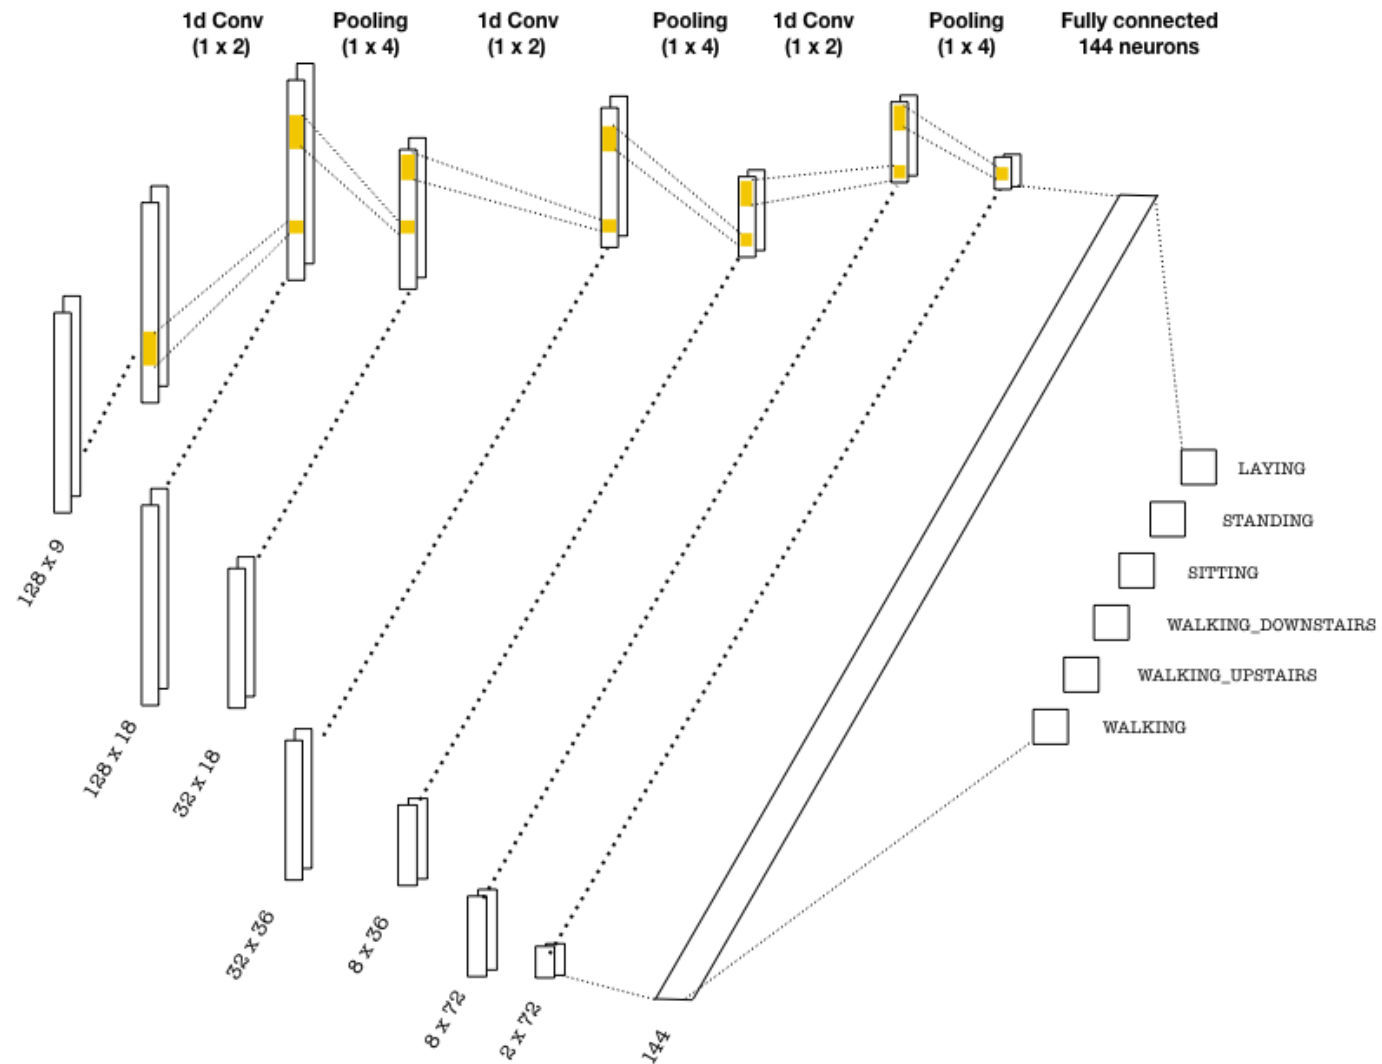 1d Conv
(1 x 2)
Pooling
(1 x 4)
1d Conv
(1 x 2)
Pooling
(1 x 4)
1d Conv
(1 x 2)
Pooling
(1 x 4)
Fully connected
144 neurons
LAYING
STANDING
SITTING
WALKING_DOWNSTAIRS
WALKING_UPSTAIRS
WALKING
128 x 9
128 x 18
32 x 18
32 x 36
8 x 36
8 x 72
2 x 72
144